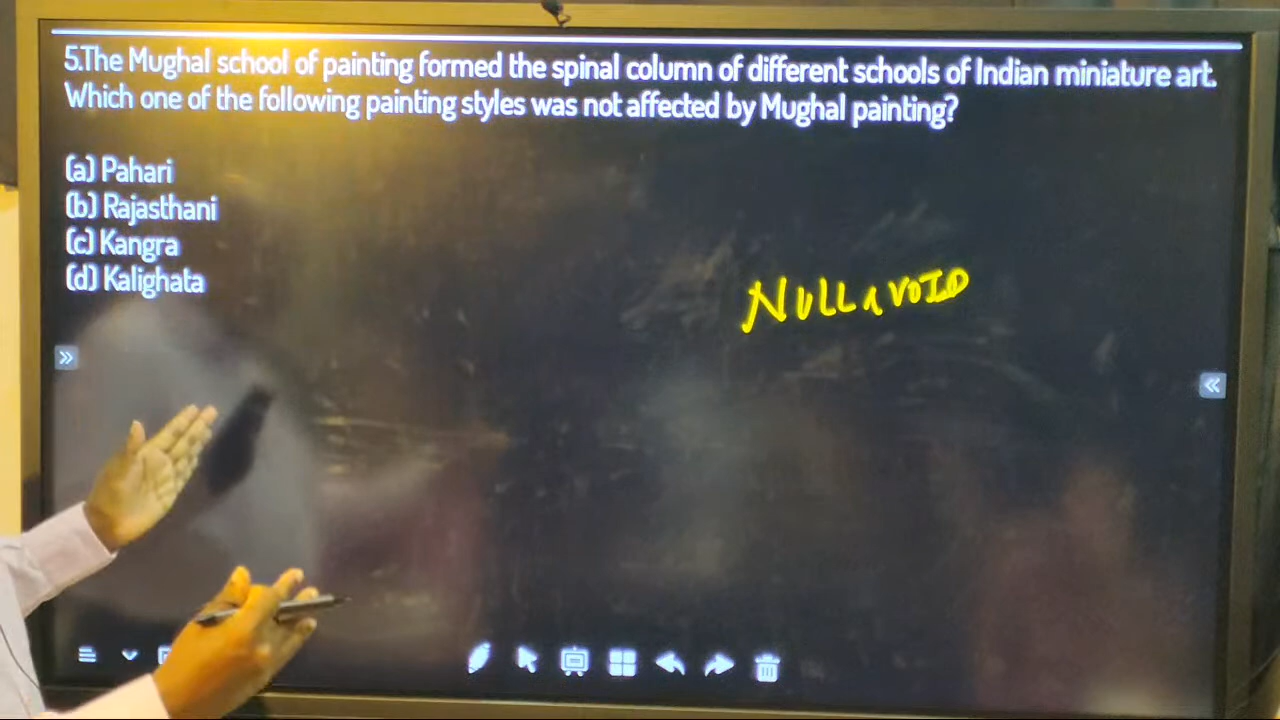 5.The Mughal school of painting formed the spinal column of different schools of Indian miniature art.
Which one of the following painting styles was not affected by Mughal painting?
(a) Pahari
(b) Rajasthani
(c) Kangra
(d) Kalighata
NULL & VOID